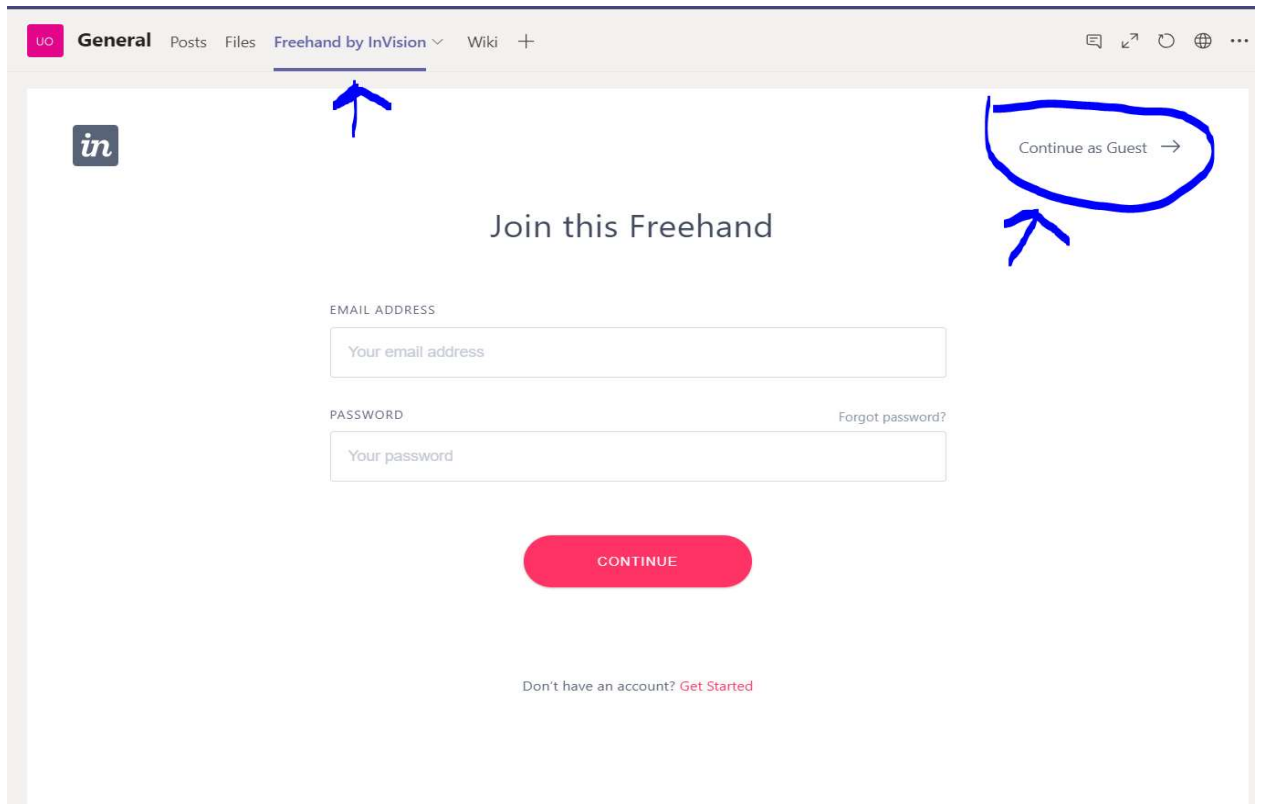 UO General Posts Files Freehand by InVision Wiki
in
Continue as Guest →
Join this Freehand
EMAIL ADDRESS
Your email address
PASSWORD Forgot password?
Your password
CONTINUE
Don't have an account? Get Started